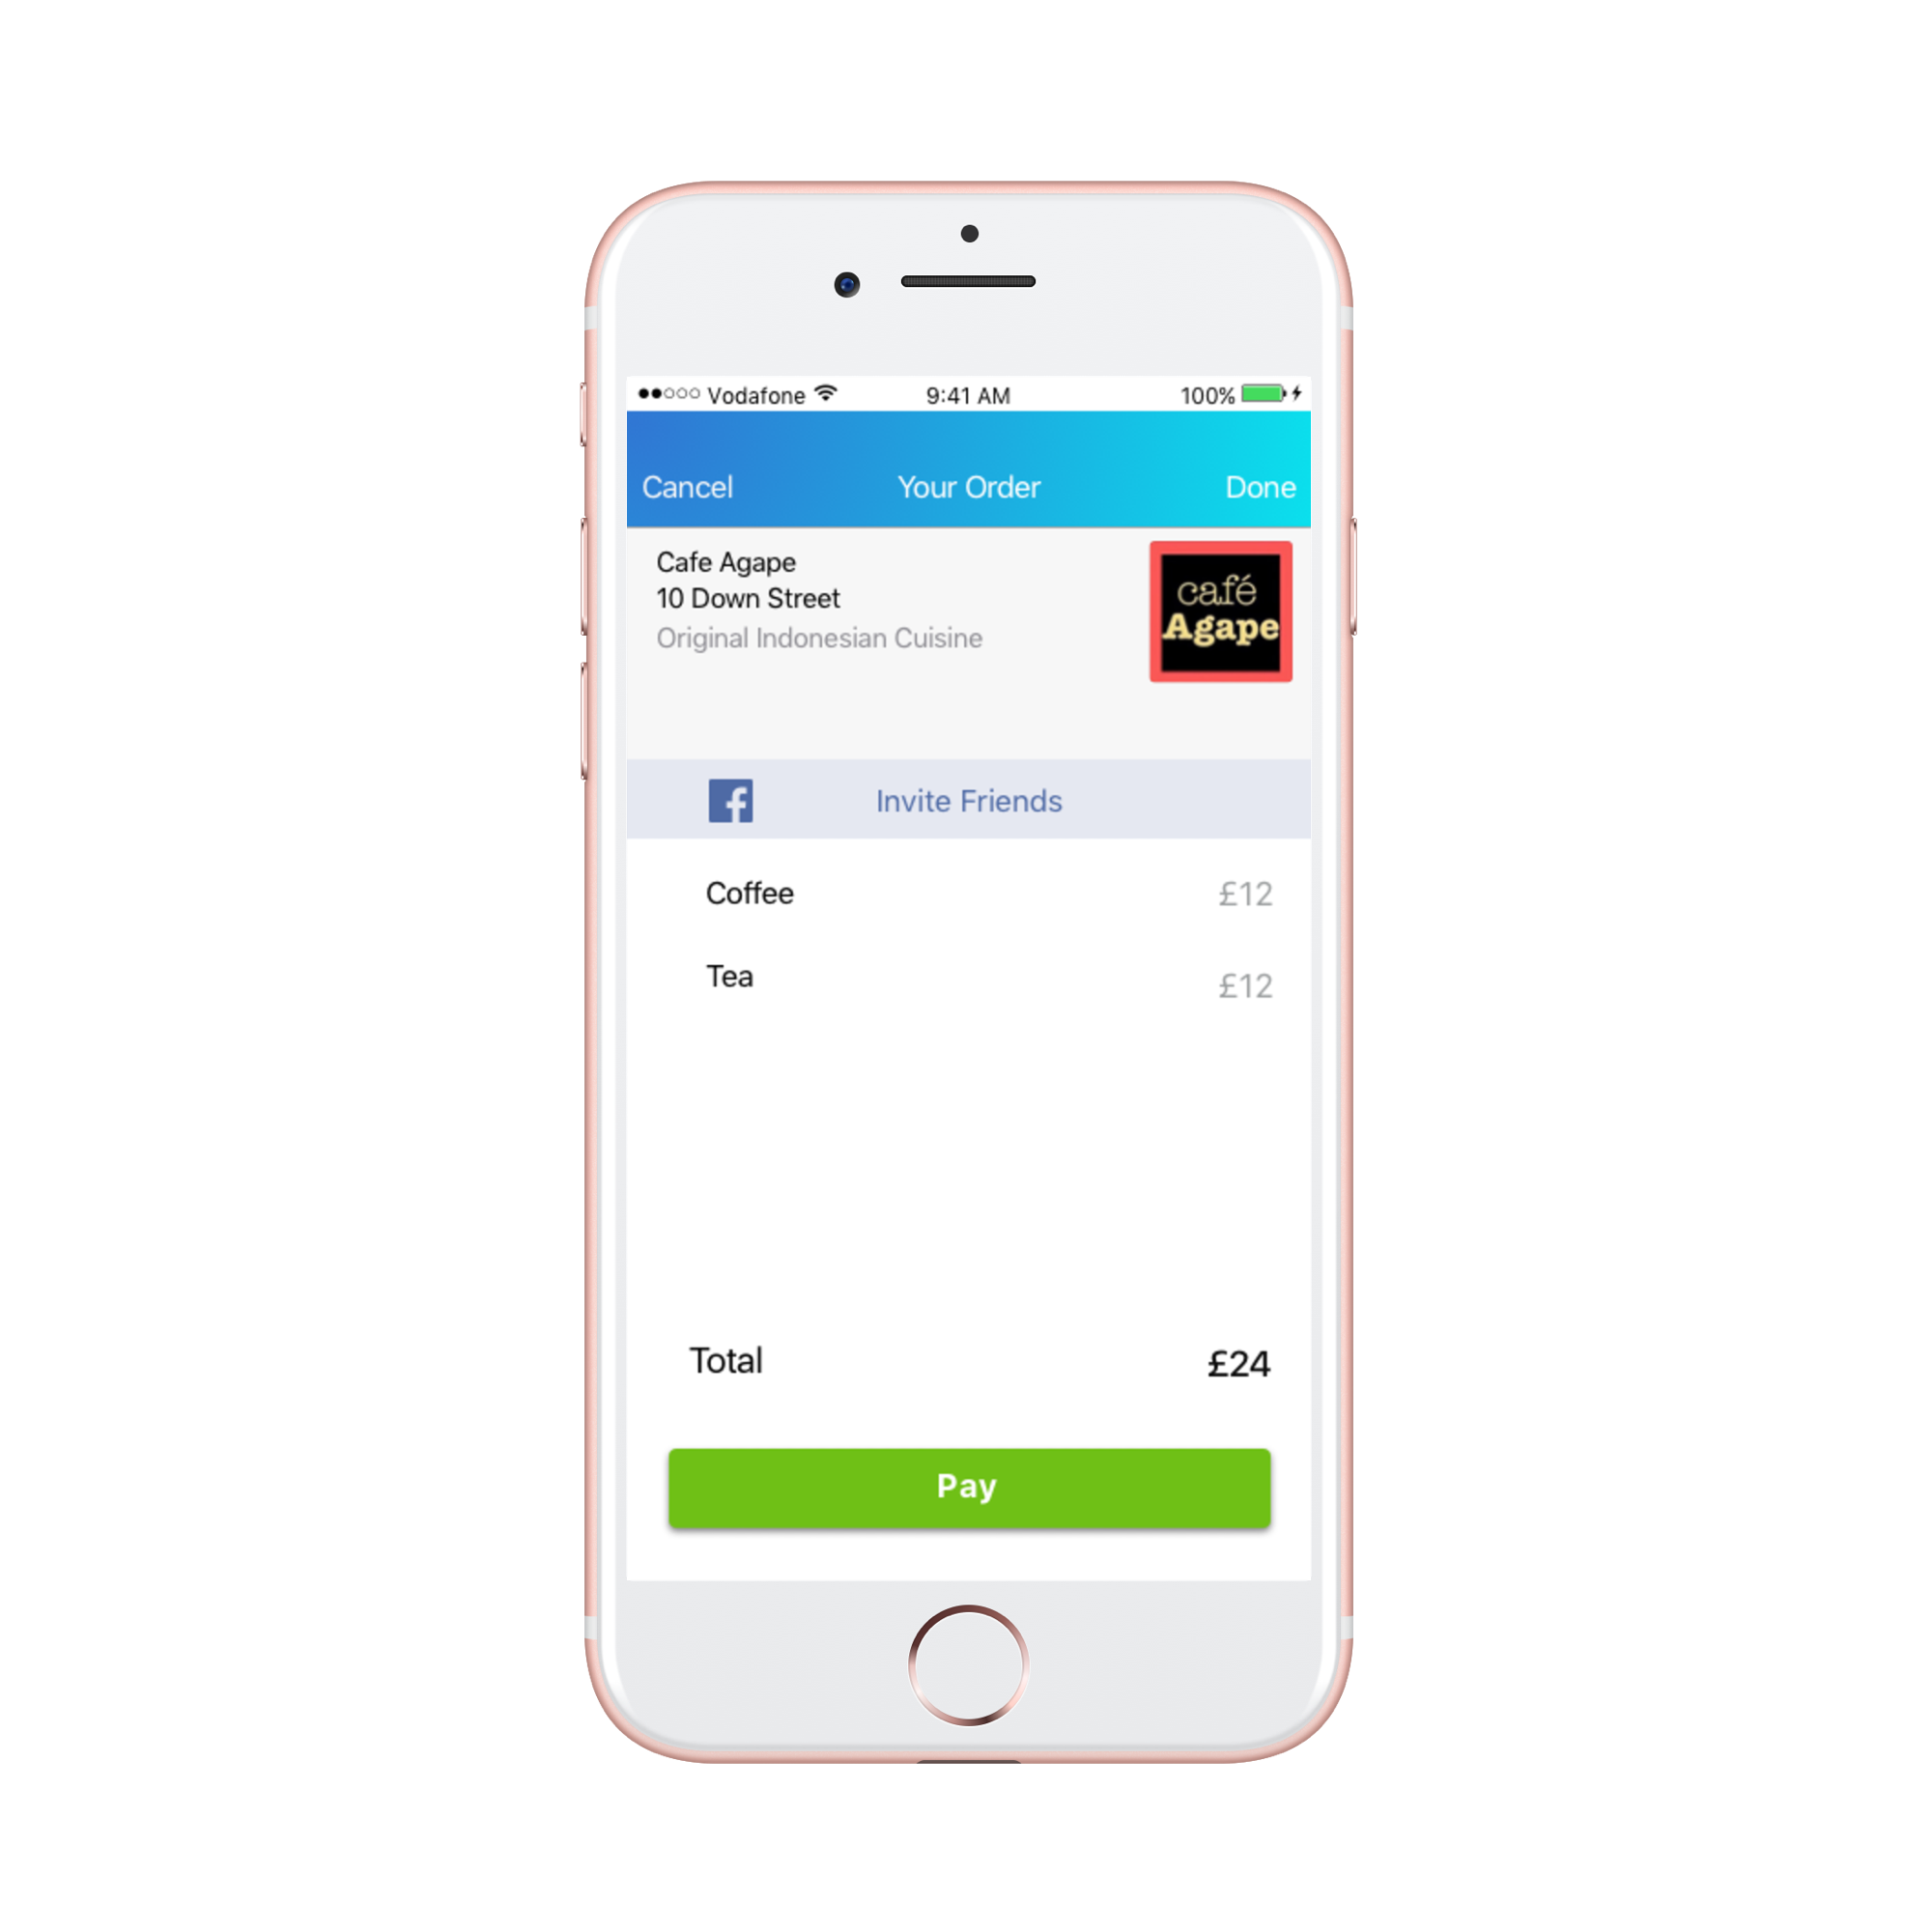 Vodafone 9:41 AM 100%
Cancel Your Order Done
Cafe Agape
10 Down Street
Original Indonesian Cuisine
café
Agape
f Invite Friends
Coffee £12
Tea £12
Total £24
Pay